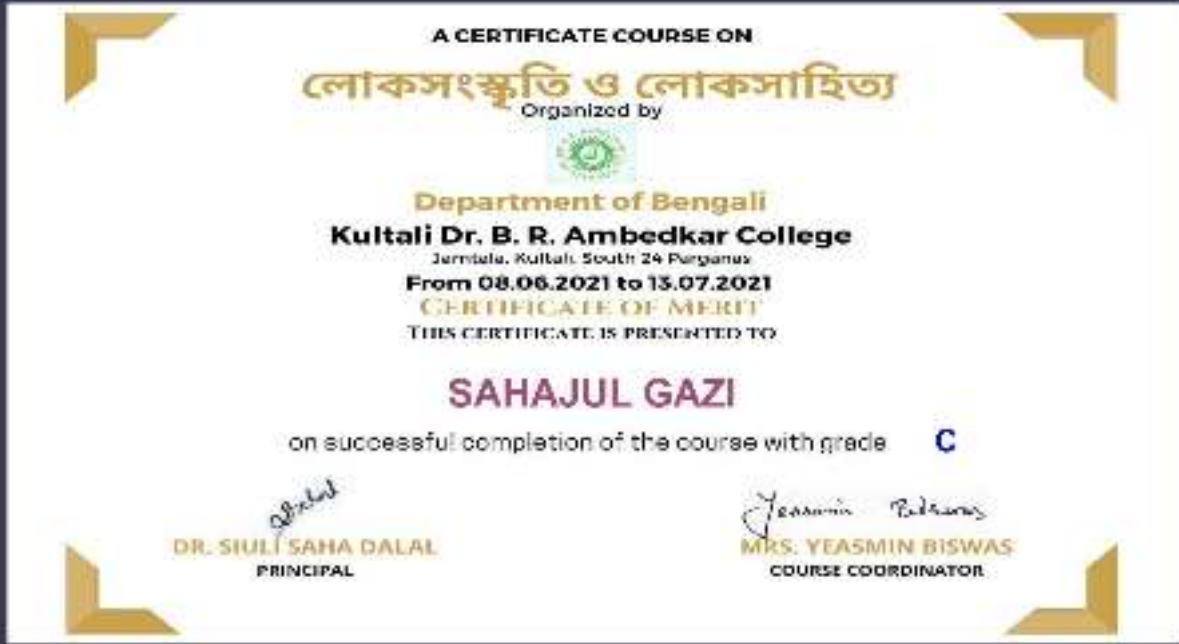 A CERTIFICATE COURSE ON
লোকসংস্কৃতি ও লোকসাহিত্য
Organized by
Department of Bengali
Kultali Dr. B. R. Ambedkar College
Jamtala, Kultali, South 24 Parganas
From 08.06.2021 to 13.07.2021
CERTIFICATE OF MERIT
THIS CERTIFICATE IS PRESENTED TO
SAHAJUL GAZI
on successful completion of the course with grade C
Yeasmin Biswas
DR. SIULI SAHA DALAL
MRS. YEASMIN BISWAS
PRINCIPAL
COURSE COORDINATOR